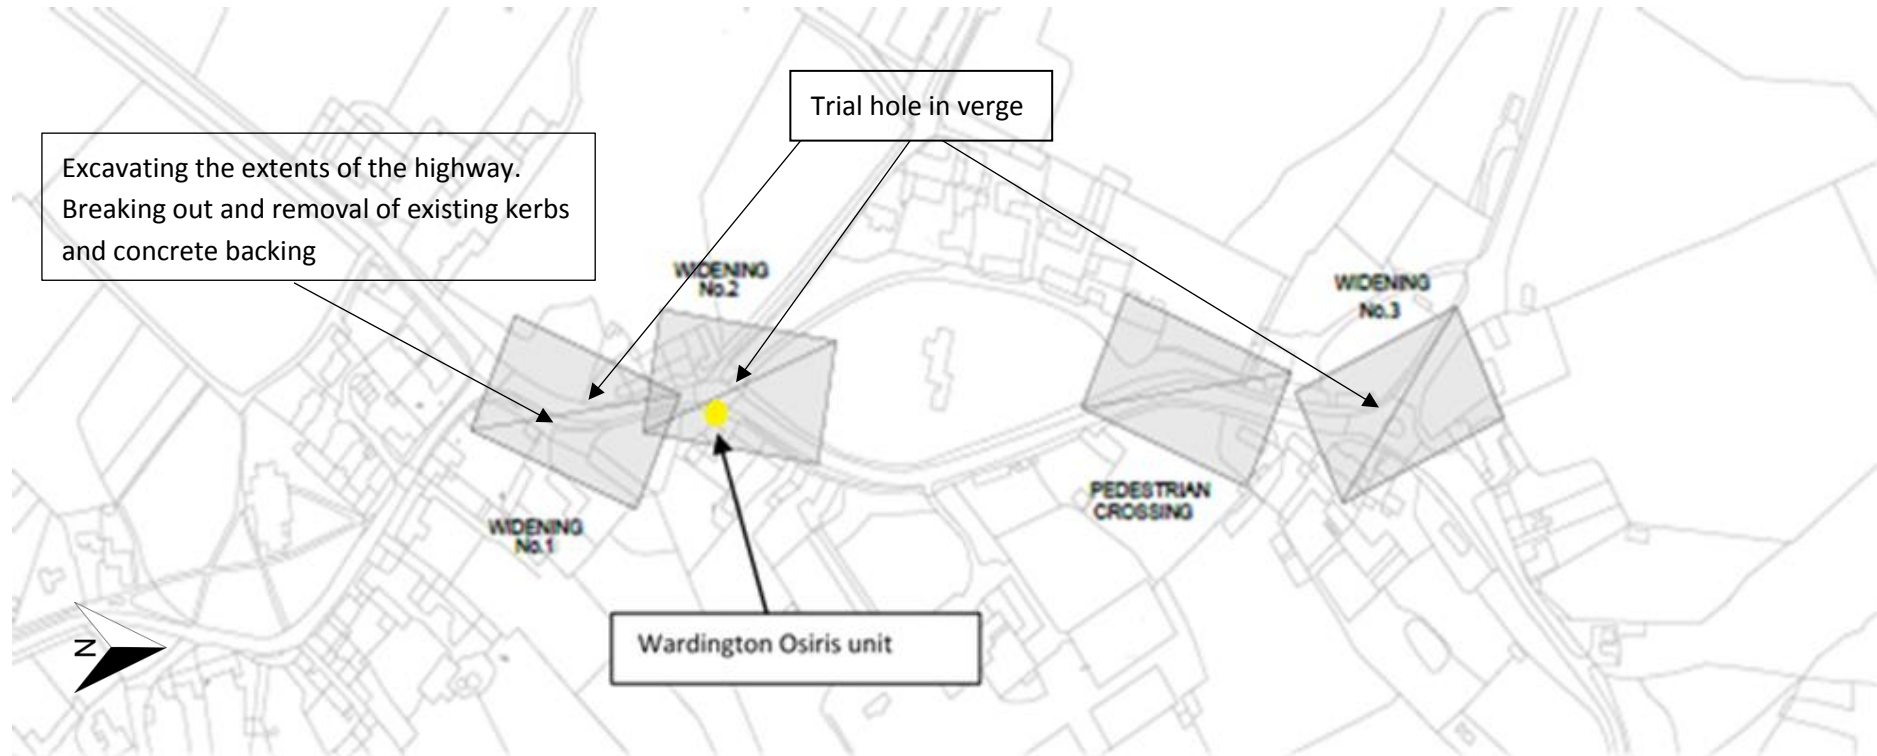 Trial hole in verge
Excavating the extents of the highway.
Breaking out and removal of existing kerbs
and concrete backing
WIDENING
No.2
WIDENING
No.3
PEDESTRIAN
CROSSING
WIDENING
No.1
N
Wardington Osiris unit